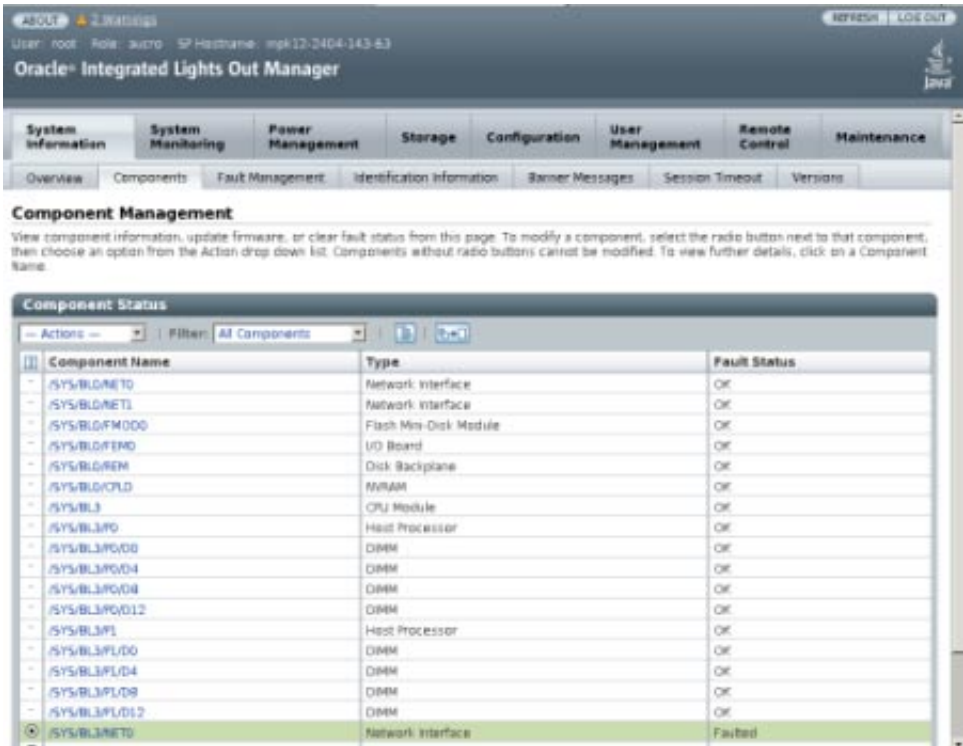 ABOUT 2 Warnings REFRESH LOG OUT
User: root Role: aucro SP Hostname: mpk12-2404-143-63
Oracle® Integrated Lights Out Manager
Java
System Information System Monitoring Power Management Storage Configuration User Management Remote Control Maintenance
Overview Components Fault Management Identification Information Banner Messages Session Timeout Versions
Component Management
View component information, update firmware, or clear fault status from this page. To modify a component, select the radio button next to that component,
then choose an option from the Action drop down list. Components without radio buttons cannot be modified. To view further details, click on a Component
Name.
Component Status
— Actions — Filter: All Components
Component Name Type Fault Status
- /SYS/BL0/NET0 Network Interface OK
- /SYS/BL0/NET1 Network Interface OK
- /SYS/BL0/FMOD0 Flash Mini-Disk Module OK
- /SYS/BL0/FEM0 I/O Board OK
- /SYS/BL0/REM Disk Backplane OK
- /SYS/BL0/CPLD NVRAM OK
- /SYS/BL3 CPU Module OK
- /SYS/BL3/P0 Host Processor OK
- /SYS/BL3/P0/D0 DIMM OK
- /SYS/BL3/P0/D4 DIMM OK
- /SYS/BL3/P0/D8 DIMM OK
- /SYS/BL3/P0/D12 DIMM OK
- /SYS/BL3/P1 Host Processor OK
- /SYS/BL3/P1/D0 DIMM OK
- /SYS/BL3/P1/D4 DIMM OK
- /SYS/BL3/P1/D8 DIMM OK
- /SYS/BL3/P1/D12 DIMM OK
/SYS/BL3/NET0 Network Interface Faulted